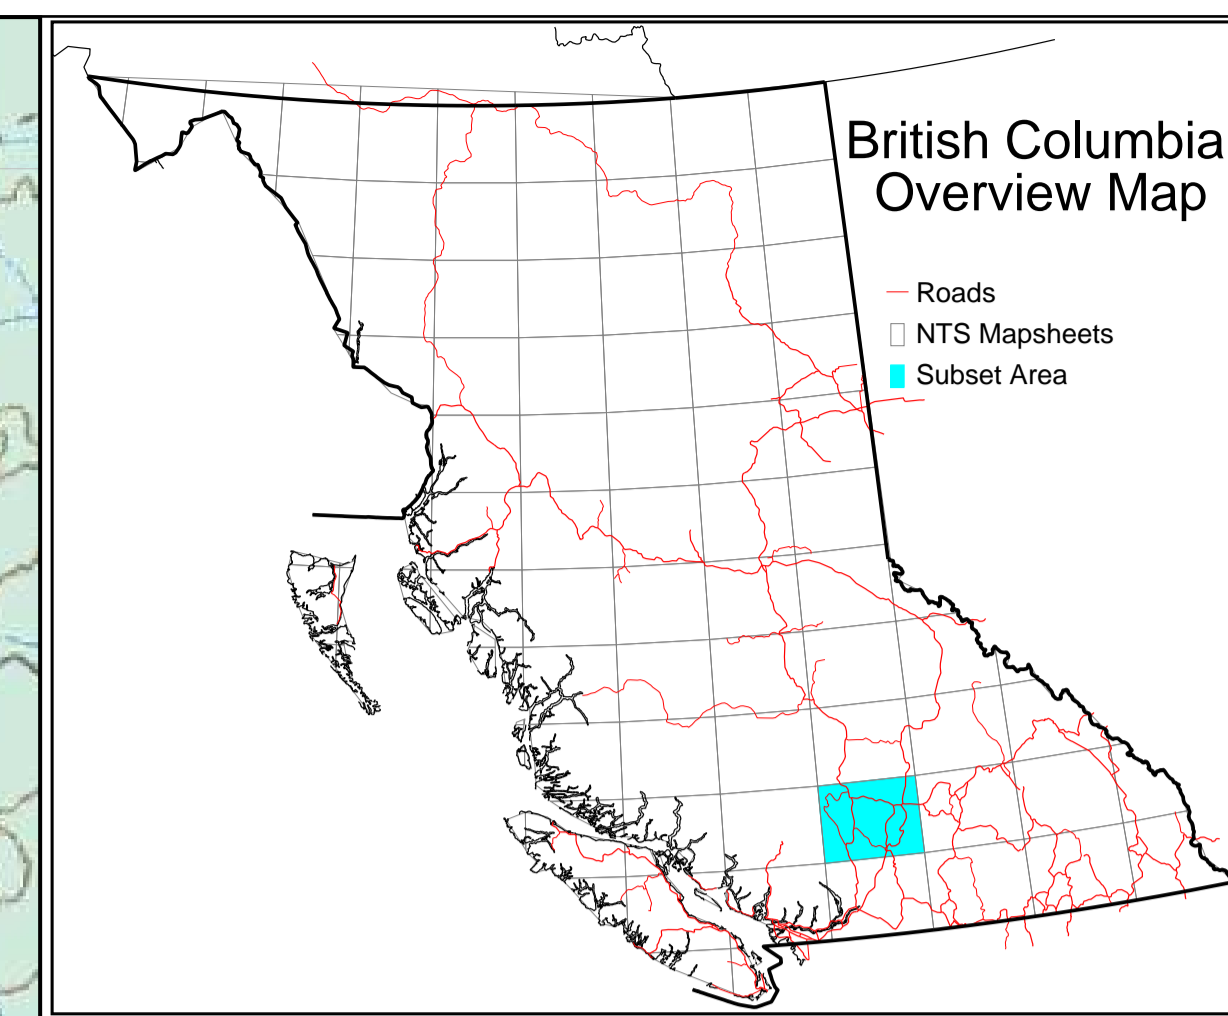 British Columbia
Overview Map
Roads
NTS Mapsheets
Subset Area